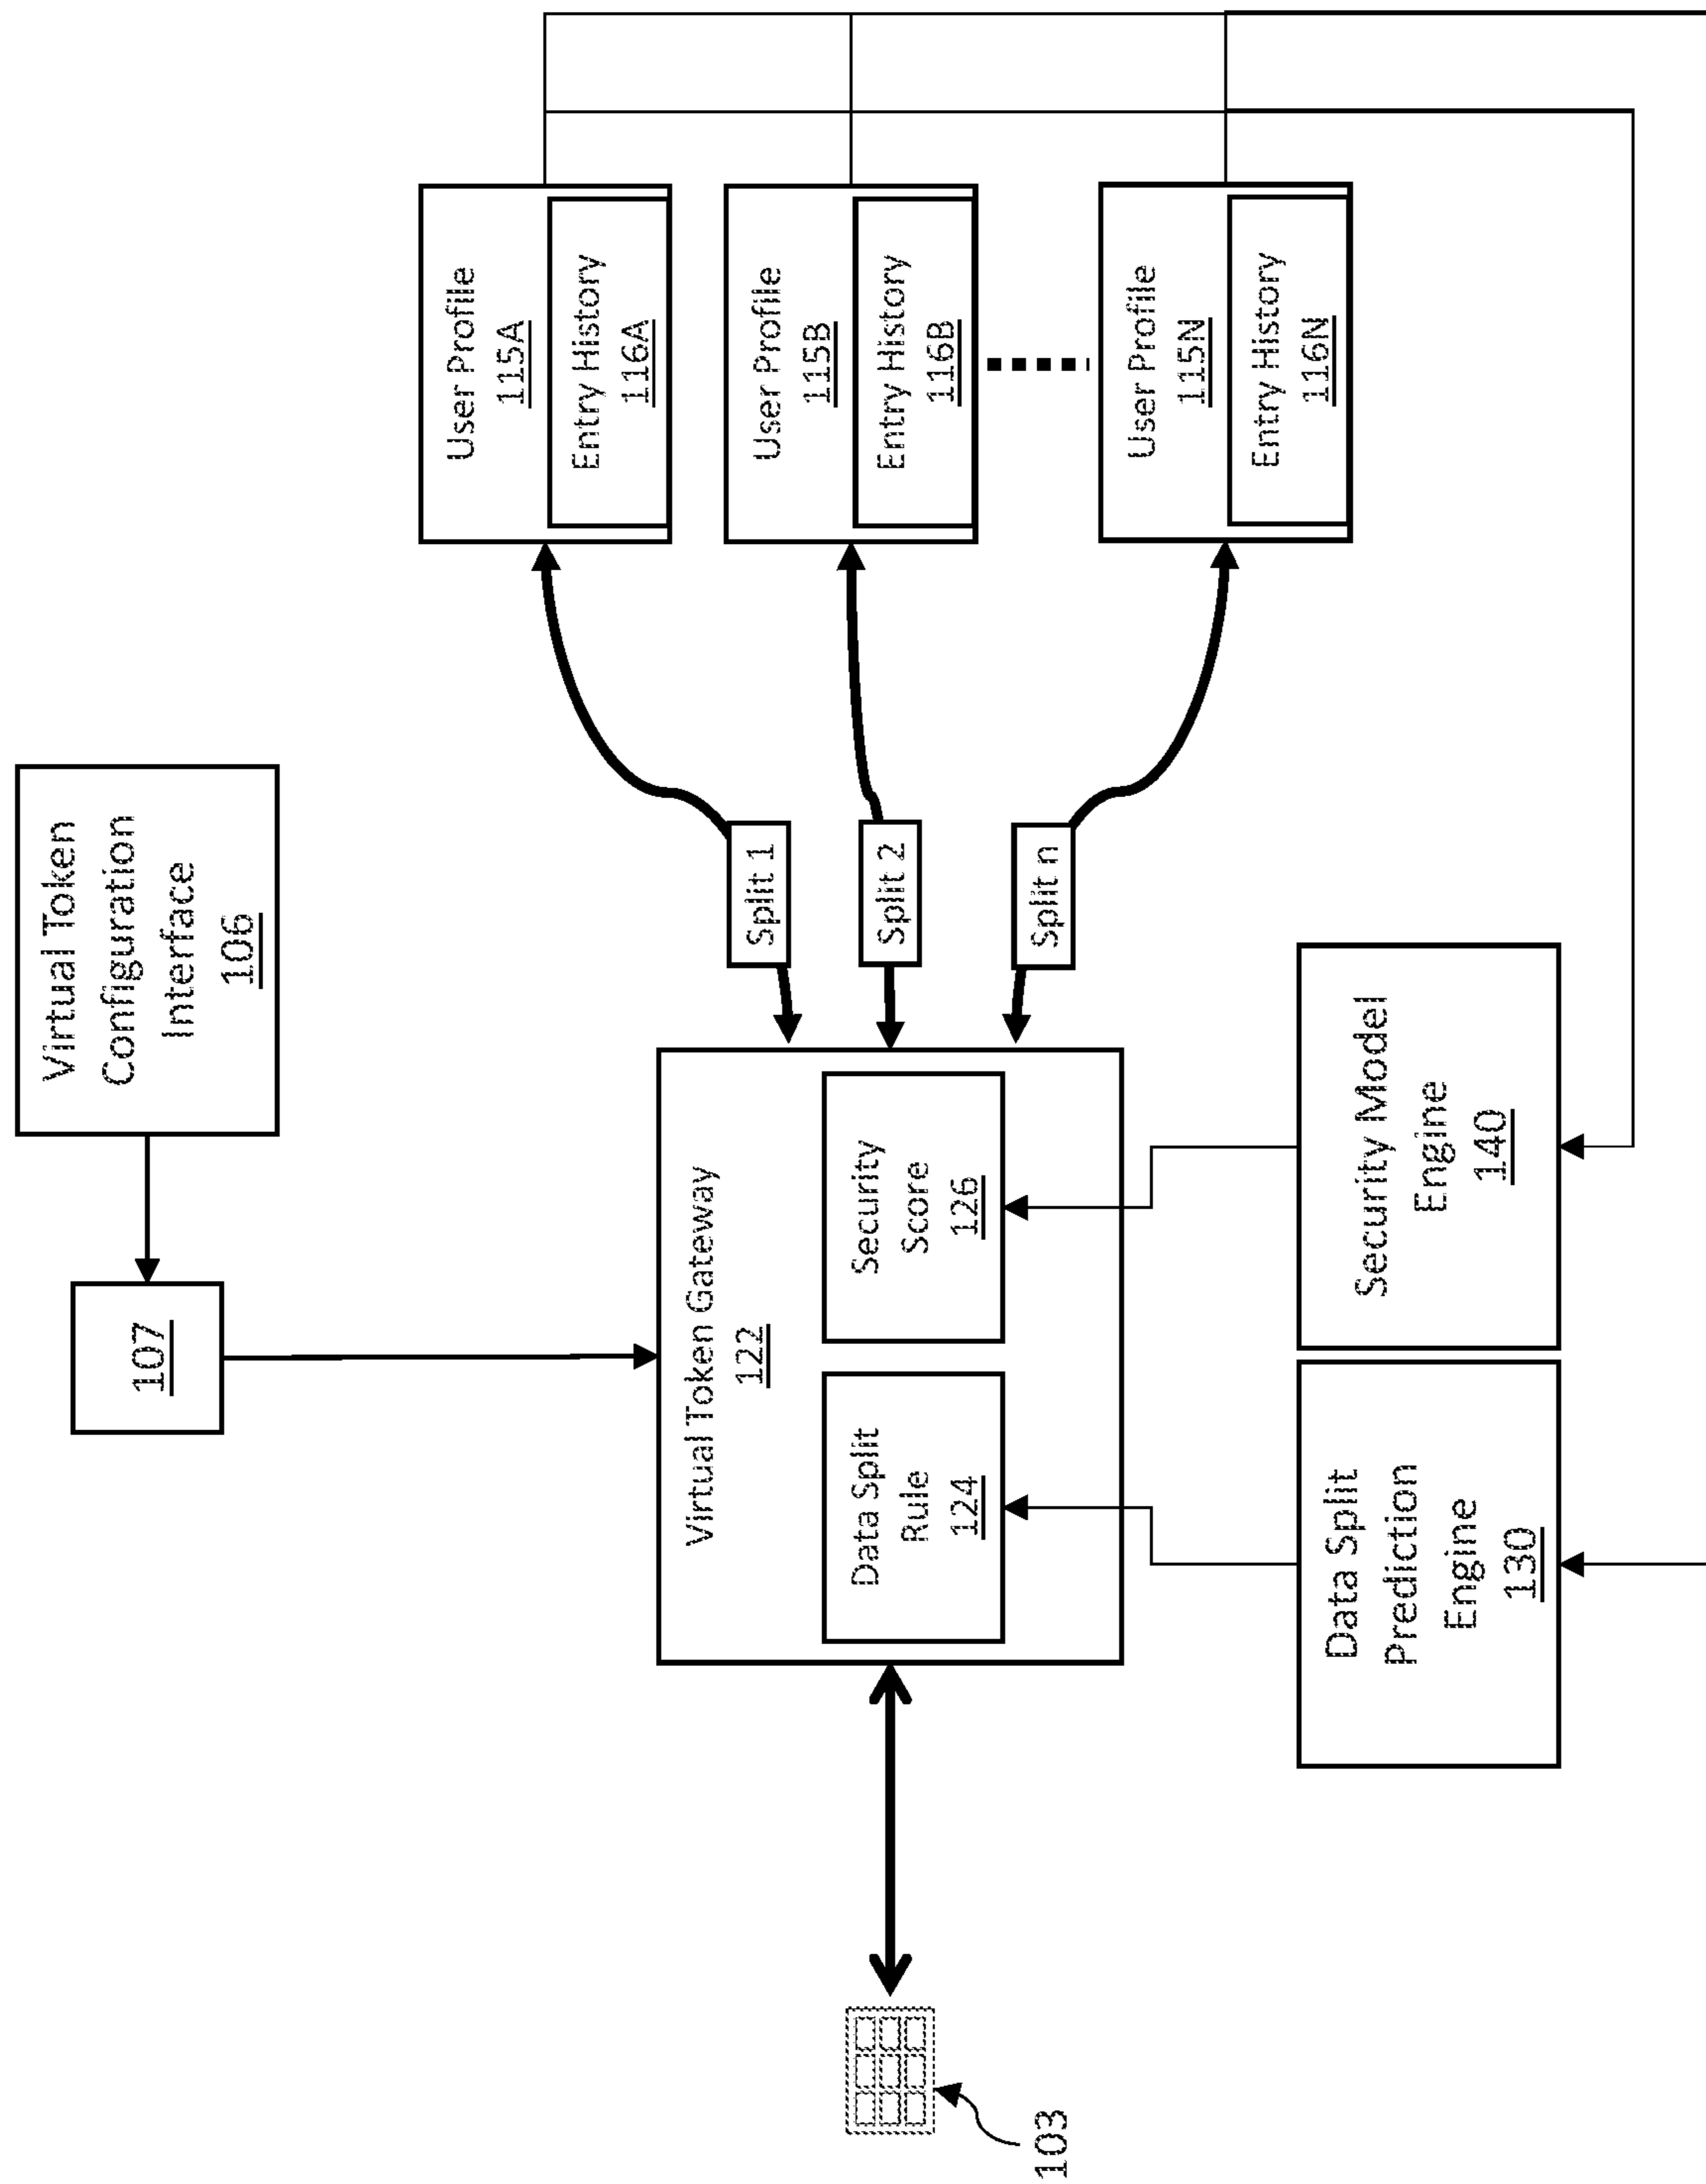 Virtual Token
Configuration
Interface
106
107
User Profile
115A
Entry History
116A
User Profile
115B
Entry History
116B
User Profile
115N
Entry History
116N
Split 1
Split 2
Split n
Virtual Token Gateway
122
Data Split
Rule
124
Security
Score
126
Data Split
Prediction
Engine
130
Security Model
Engine
140
103